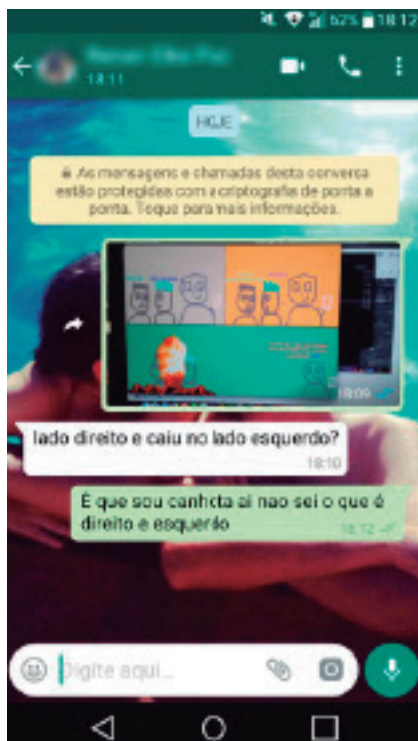 62% 18:12
18:11
HOJE
As mensagens e chamadas desta conversa
estão protegidas com a criptografia de ponta a
ponta. Toque para mais informações.
18:09
lado direito e caiu no lado esquerdo?
18:10
É que sou canhota ai nao sei o que é
direito e esquerdo
18:12
Digite aqui...